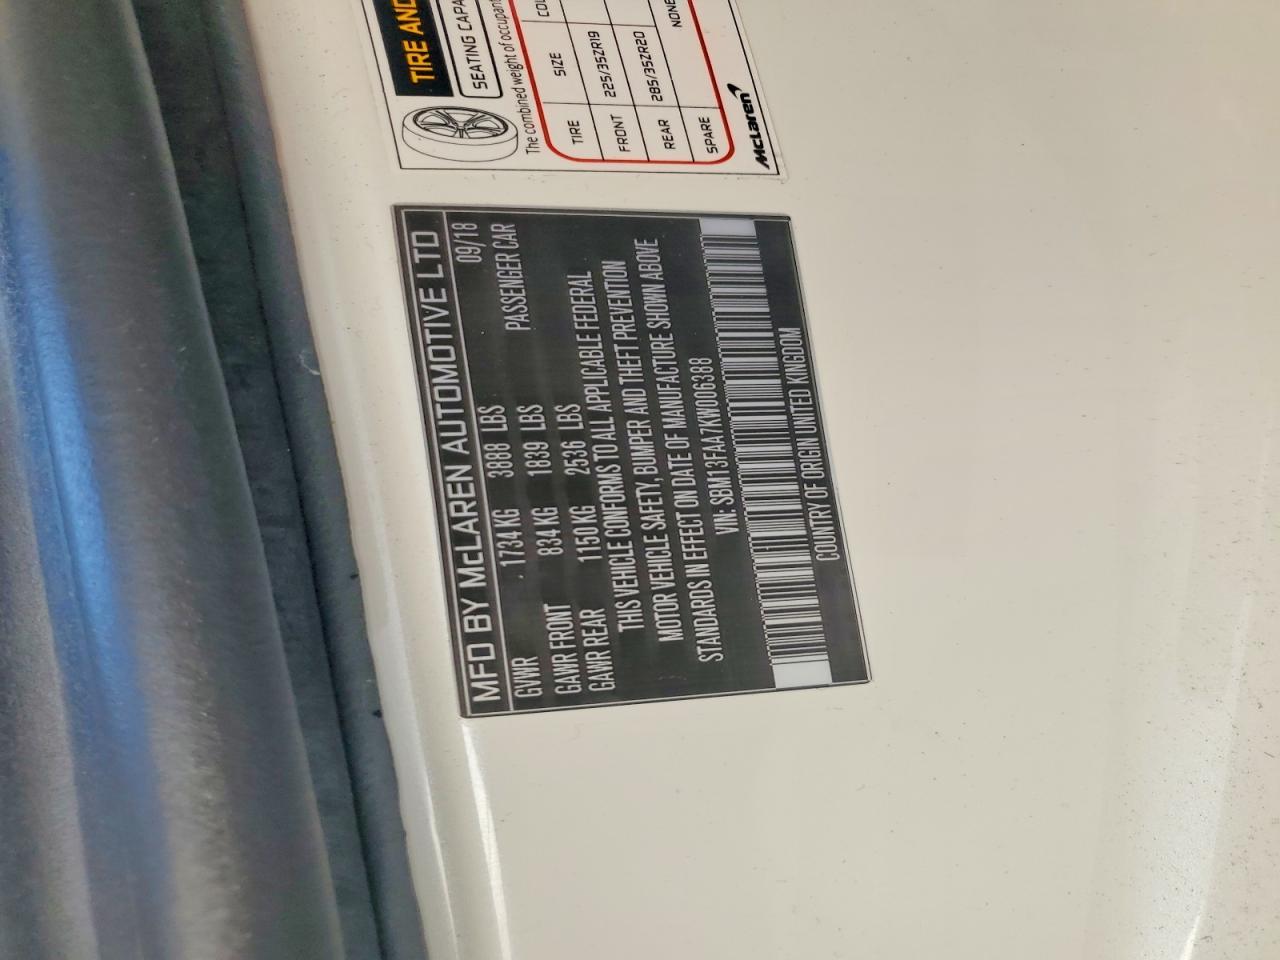 MFD BY McLAREN AUTOMOTIVE LTD
09/18
GVWR 1734 KG 3888 LBS PASSENGER CAR
GAWR FRONT 834 KG 1839 LBS
GAWR REAR 1150 KG 2536 LBS
THIS VEHICLE CONFORMS TO ALL APPLICABLE FEDERAL
MOTOR VEHICLE SAFETY, BUMPER AND THEFT PREVENTION
STANDARDS IN EFFECT ON DATE OF MANUFACTURE SHOWN ABOVE
VIN: SBM13FAA7KW006388
COUNTRY OF ORIGIN UNITED KINGDOM
TIRE AND
SEATING
The combined weight of
TIRE SIZE
FRONT 225/35ZR19
REAR 285/35ZR20
SPARE NONE
McLaren